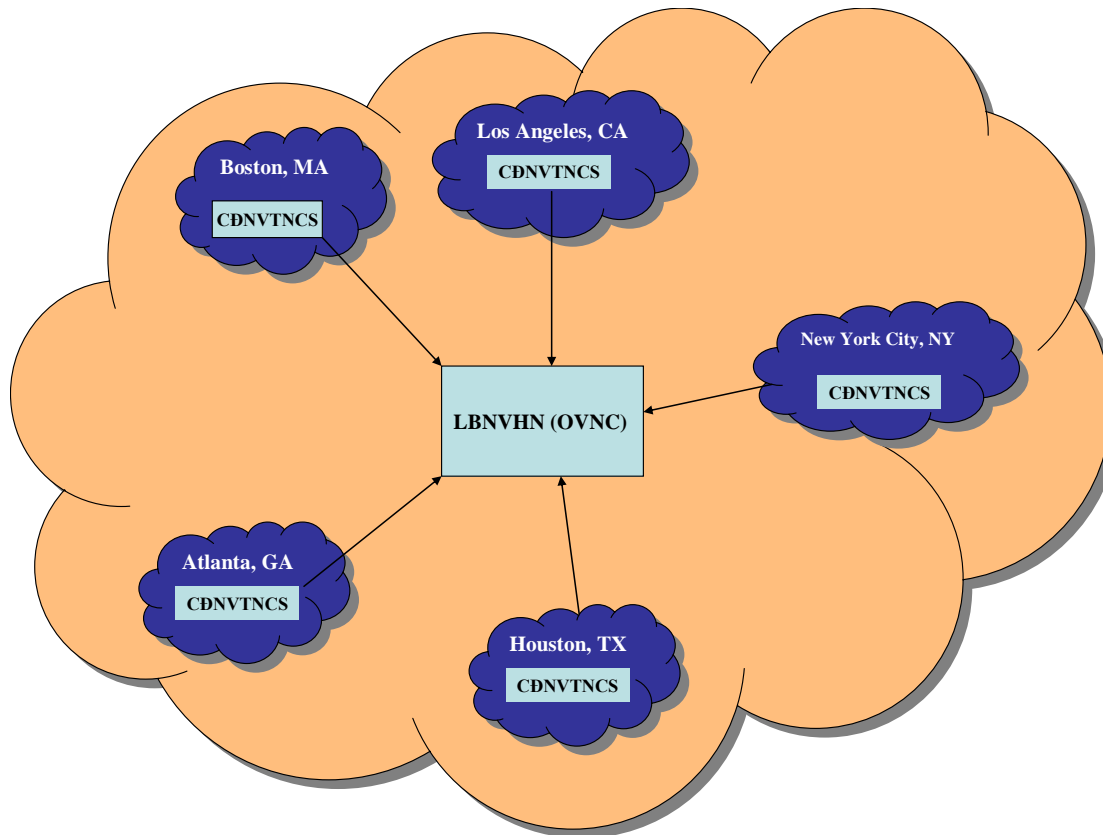 Los Angeles, CA
CĐNVTNCS
Boston, MA
CĐNVTNCS
New York City, NY
CĐNVTNCS
LBNVHN (OVNC)
Atlanta, GA
CĐNVTNCS
Houston, TX
CĐNVTNCS